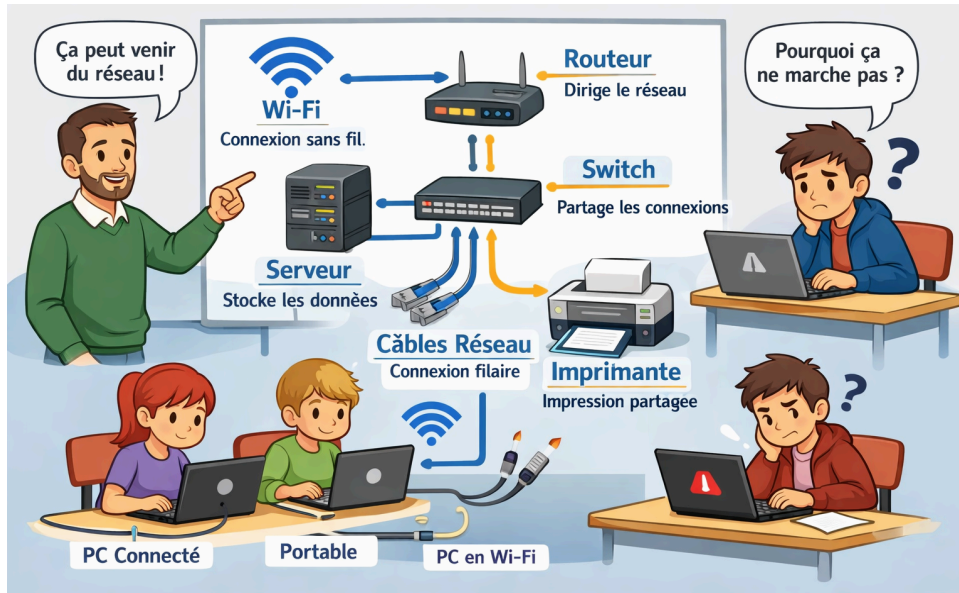 Ça peut venir
du réseau !
Wi-Fi
Connexion sans fil.
Routeur
Dirige le réseau
Pourquoi ça
ne marche pas ?
?
Switch
Partage les connexions
Serveur
Stocke les donnèes
Căbles Réseau
Connexion filaire
Imprimante
Impression partagee
?
PC Connecté
Portable
PC en Wi-Fi